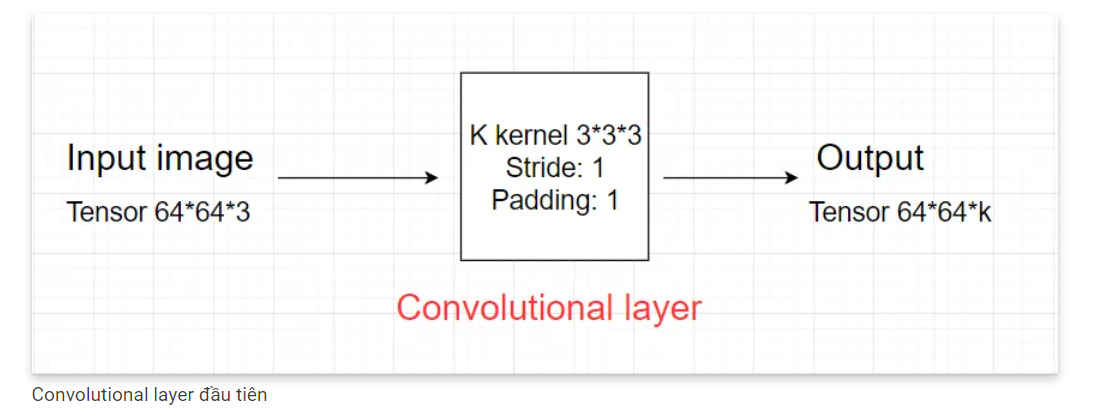 Input image
Tensor 64*64*3
K kernel 3*3*3
Stride: 1
Padding: 1
Output
Tensor 64*64*k
Convolutional layer
Convolutional layer đầu tiên